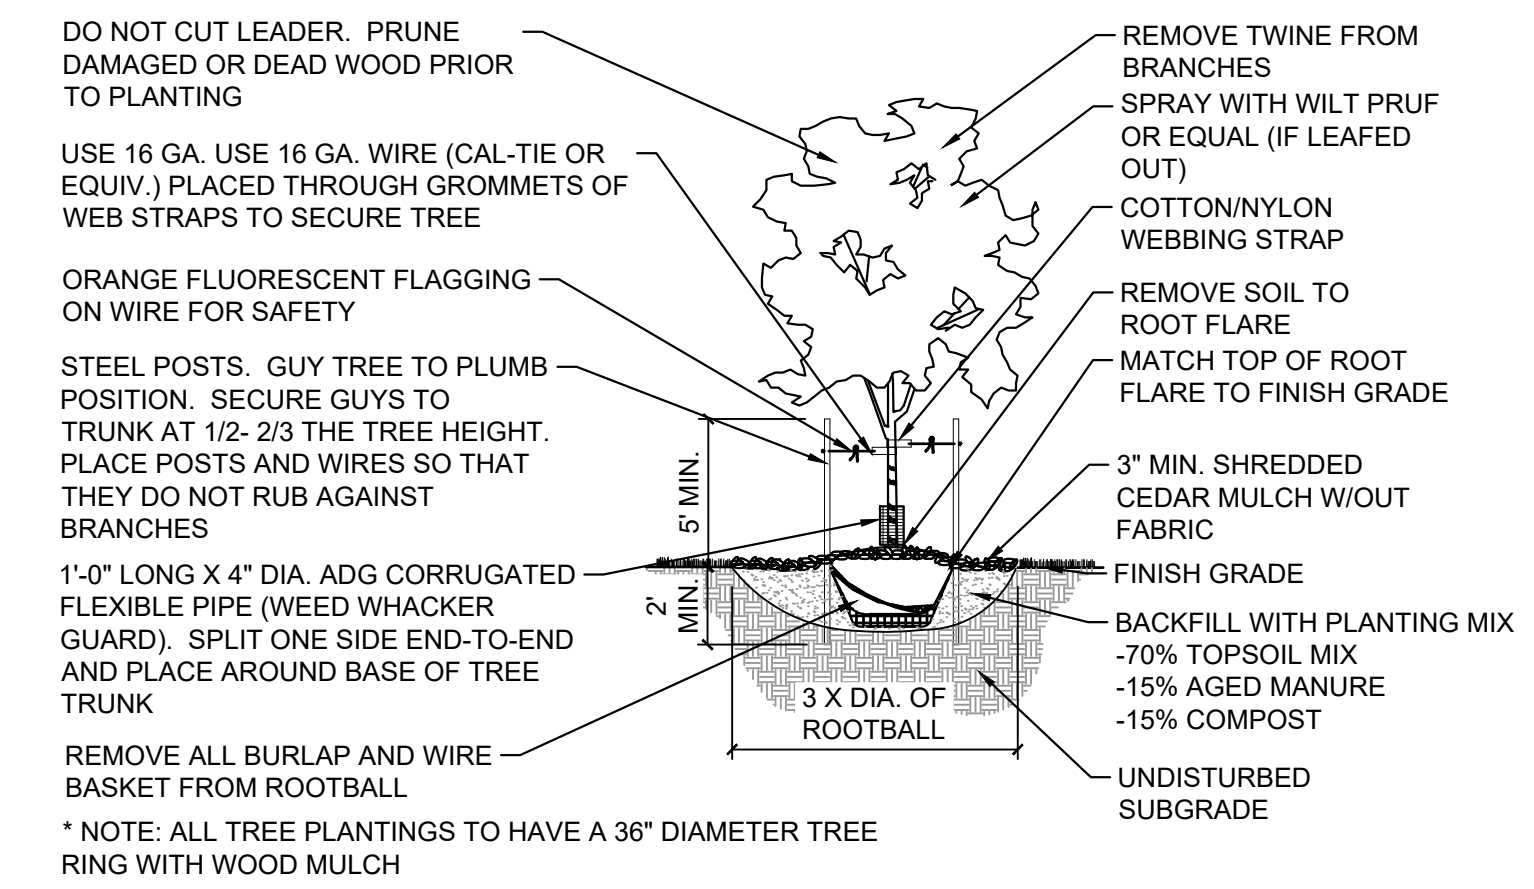 DO NOT CUT LEADER.  PRUNE
DAMAGED OR DEAD WOOD PRIOR
TO PLANTING
USE 16 GA. USE 16 GA. WIRE (CAL-TIE OR
EQUIV.) PLACED THROUGH GROMMETS OF
WEB STRAPS TO SECURE TREE
ORANGE FLUORESCENT FLAGGING
ON WIRE FOR SAFETY
STEEL POSTS.  GUY TREE TO PLUMB
POSITION.  SECURE GUYS TO
TRUNK AT 1/2- 2/3 THE TREE HEIGHT.
PLACE POSTS AND WIRES SO THAT
THEY DO NOT RUB AGAINST
BRANCHES
1'-0" LONG X 4" DIA. ADG CORRUGATED
FLEXIBLE PIPE (WEED WHACKER
GUARD).  SPLIT ONE SIDE END-TO-END
AND PLACE AROUND BASE OF TREE
TRUNK
REMOVE ALL BURLAP AND WIRE
BASKET FROM ROOTBALL
* NOTE: ALL TREE PLANTINGS TO HAVE A 36" DIAMETER TREE
RING WITH WOOD MULCH
5' MIN.
2'
MIN.
3 X DIA. OF
ROOTBALL
REMOVE TWINE FROM
BRANCHES
SPRAY WITH WILT PRUF
OR EQUAL (IF LEAFED
OUT)
COTTON/NYLON
WEBBING STRAP
REMOVE SOIL TO
ROOT FLARE
MATCH TOP OF ROOT
FLARE TO FINISH GRADE
3" MIN. SHREDDED
CEDAR MULCH W/OUT
FABRIC
FINISH GRADE
BACKFILL WITH PLANTING MIX
-70% TOPSOIL MIX
-15% AGED MANURE
-15% COMPOST
UNDISTURBED
SUBGRADE